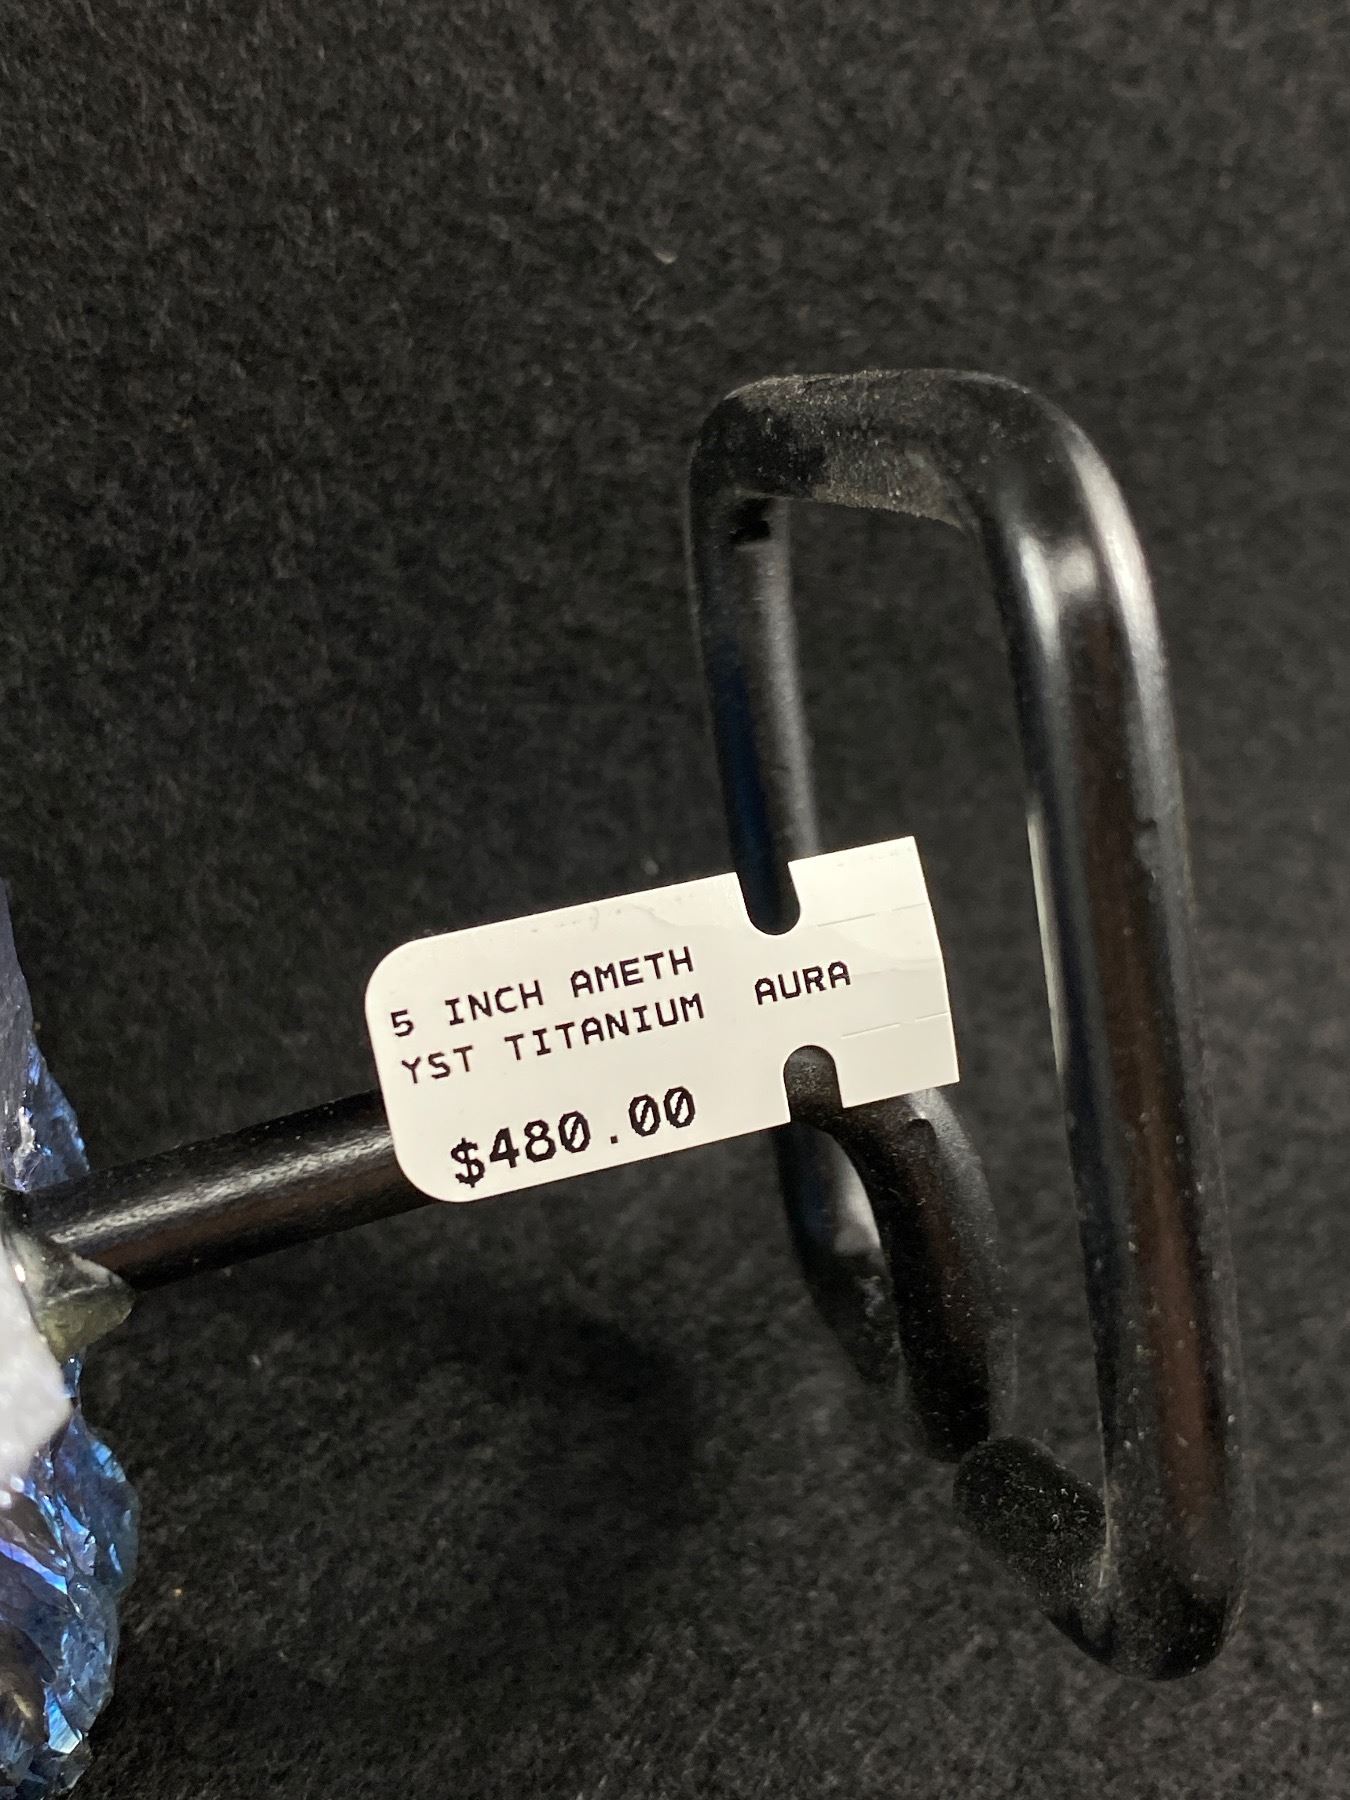 5 INCH AMETH
YST TITANIUM AURA
$480.00